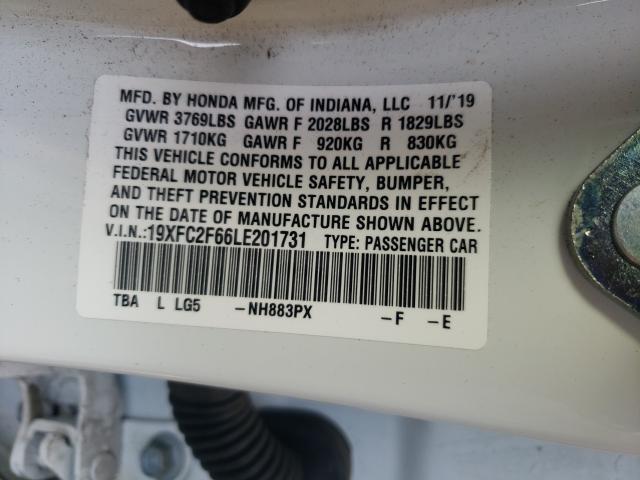 MFD. BY HONDA MFG. OF INDIANA, LLC 11/'19
GVWR 3769LBS GAWR F 2028LBS R 1829LBS
GVWR 1710KG GAWR F 920KG R 830KG
THIS VEHICLE CONFORMS TO ALL APPLICABLE
FEDERAL MOTOR VEHICLE SAFETY, BUMPER,
AND THEFT PREVENTION STANDARDS IN EFFECT
ON THE DATE OF MANUFACTURE SHOWN ABOVE.
V.I.N.:19XFC2F66LE201731 TYPE: PASSENGER CAR
TBA L LG5 -NH883PX -F -E